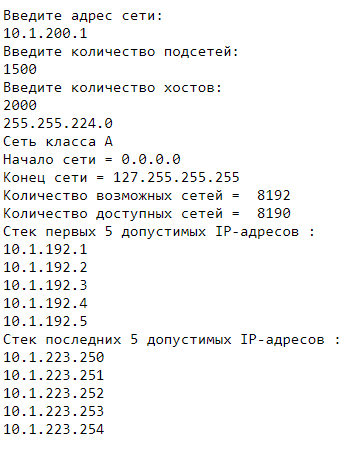 Введите адрес сети:
10.1.200.1
Введите количество подсетей:
1500
Введите количество хостов:
2000
255.255.224.0
Сеть класса А
Начало сети = 0.0.0.0
Конец сети = 127.255.255.255
Количество возможных сетей =  8192
Количество доступных сетей =  8190
Стек первых 5 допустимых IP-адресов :
10.1.192.1
10.1.192.2
10.1.192.3
10.1.192.4
10.1.192.5
Стек последних 5 допустимых IP-адресов :
10.1.223.250
10.1.223.251
10.1.223.252
10.1.223.253
10.1.223.254